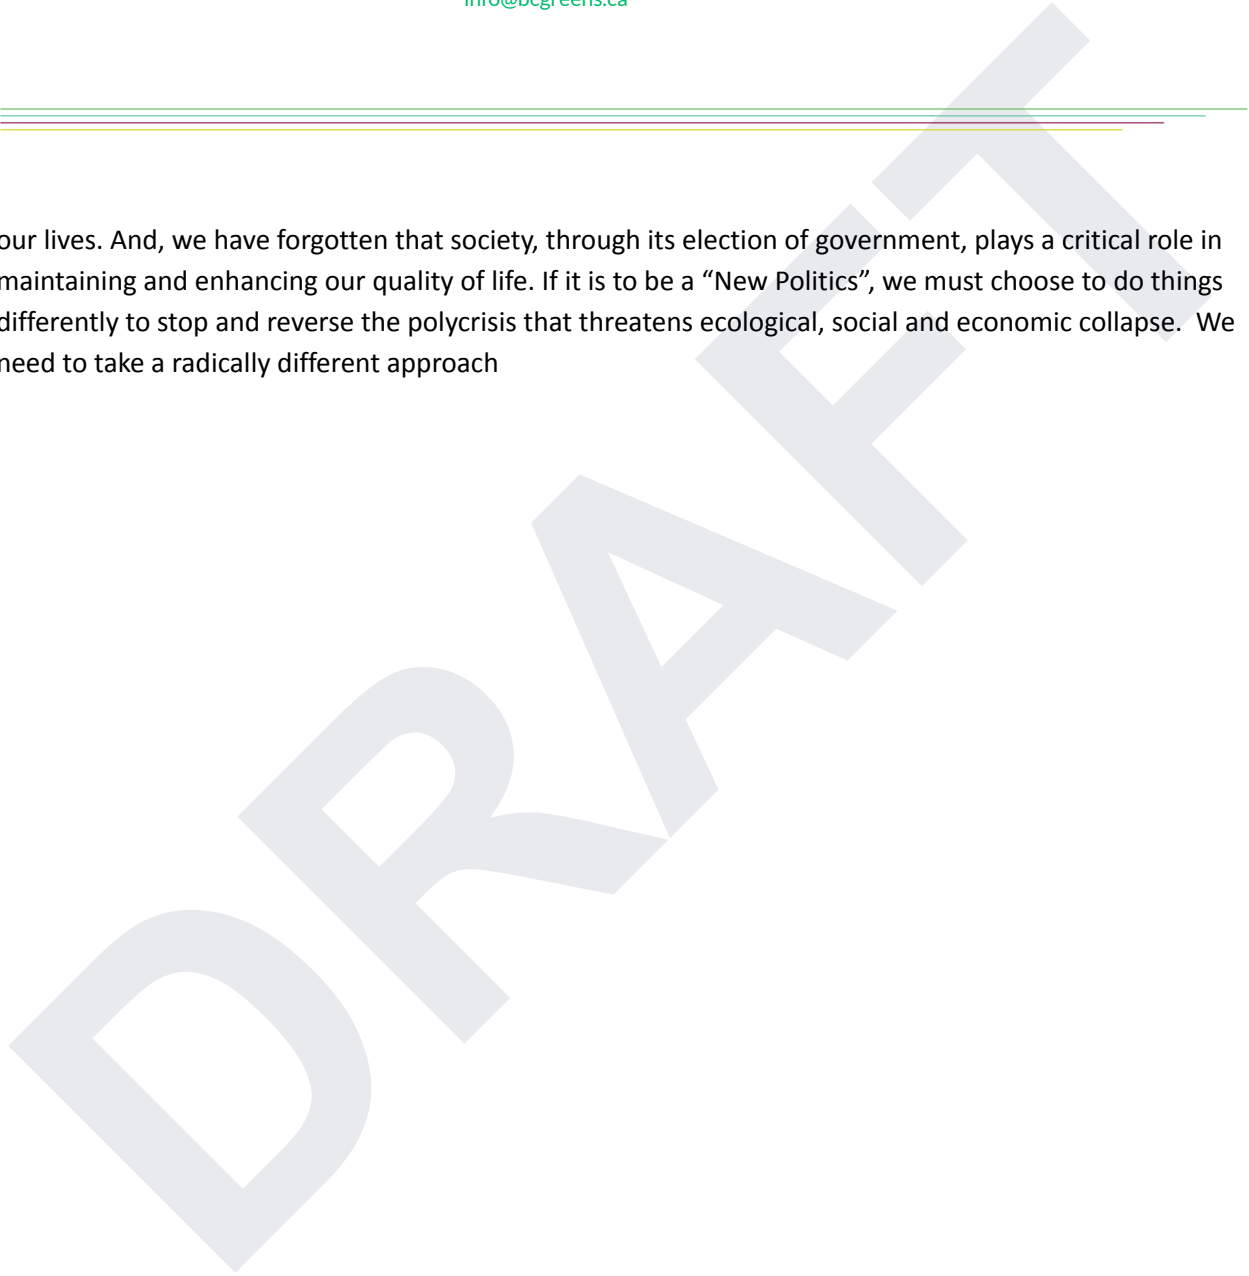 info@bcgreens.ca
our lives. And, we have forgotten that society, through its election of government, plays a critical role in
maintaining and enhancing our quality of life. If it is to be a “New Politics”, we must choose to do things
differently to stop and reverse the polycrisis that threatens ecological, social and economic collapse.  We
need to take a radically different approach
DRAFT